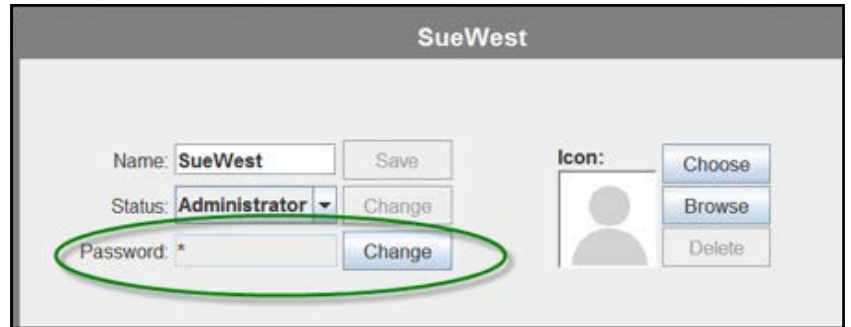 SueWest
Name: SueWest Save
Status: Administrator Change
Password: * Change
Icon:
Choose
Browse
Delete